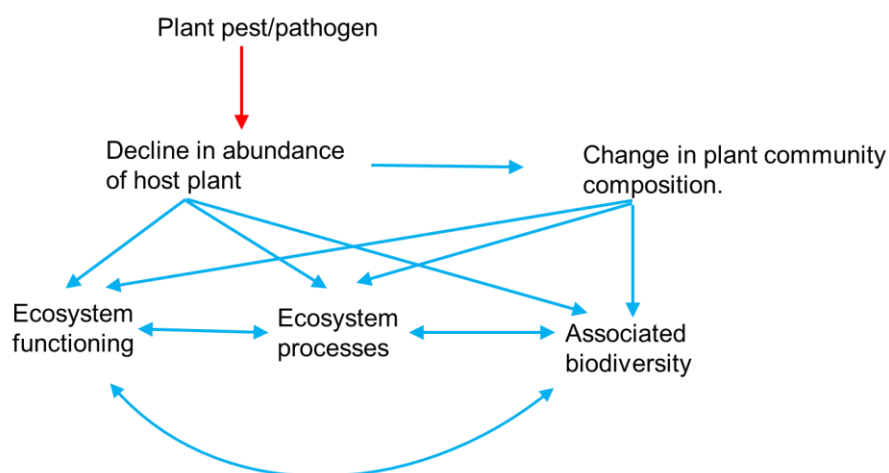 Plant pest/pathogen
Decline in abundance
of host plant
Change in plant community
composition.
Ecosystem
functioning
Ecosystem
processes
Associated
biodiversity